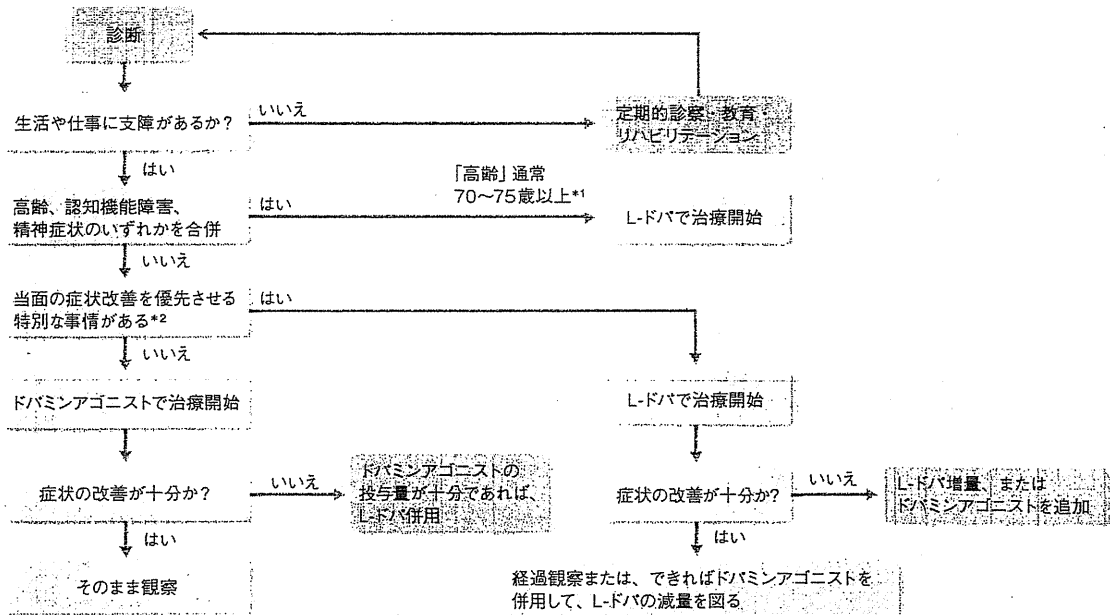 診断
生活や仕事に支障があるか?
いいえ
定期的診察・教育・
リハビリテーション
はい
「高齢」通常
70〜75歳以上*1
高齢、認知機能障害、
精神症状のいずれかを合併
はい
L-ドパで治療開始
いいえ
当面の症状改善を優先させる
特別な事情がある*2
はい
いいえ
ドパミンアゴニストで治療開始
L-ドパで治療開始
症状の改善が十分か?
いいえ
ドパミンアゴニストの
投与量が十分であれば、
L-ドパ併用
症状の改善が十分か?
いいえ
L-ドパ増量、または
ドパミンアゴニストを追加
はい
はい
そのまま観察
経過観察または、できればドパミンアゴニストを
併用して、L-ドパの減量を図る